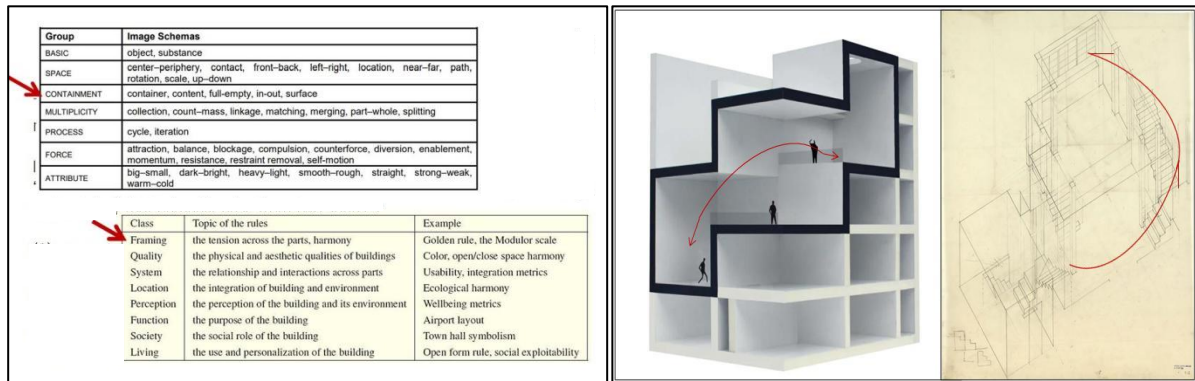 Group Image Schemas
BASIC object, substance
SPACE center–periphery, contact, front–back, left–right, location, near–far, path,
rotation, scale, up–down
CONTAINMENT container, content, full-empty, in-out, surface
MULTIPLICITY collection, count–mass, linkage, matching, merging, part–whole, splitting
PROCESS cycle, iteration
FORCE attraction, balance, blockage, compulsion, counterforce, diversion, enablement,
momentum, resistance, restraint removal, self-motion
ATTRIBUTE big–small, dark–bright, heavy–light, smooth–rough, straight, strong–weak,
warm–cold
Class Topic of the rules Example
Framing the tension across the parts, harmony Golden rule, the Modulor scale
Quality the physical and aesthetic qualities of buildings Color, open/close space harmony
System the relationship and interactions across parts Usability, integration metrics
Location the integration of building and environment Ecological harmony
Perception the perception of the building and its environment Wellbeing metrics
Function the purpose of the building Airport layout
Society the social role of the building Town hall symbolism
Living the use and personalization of the building Open form rule, social exploitability